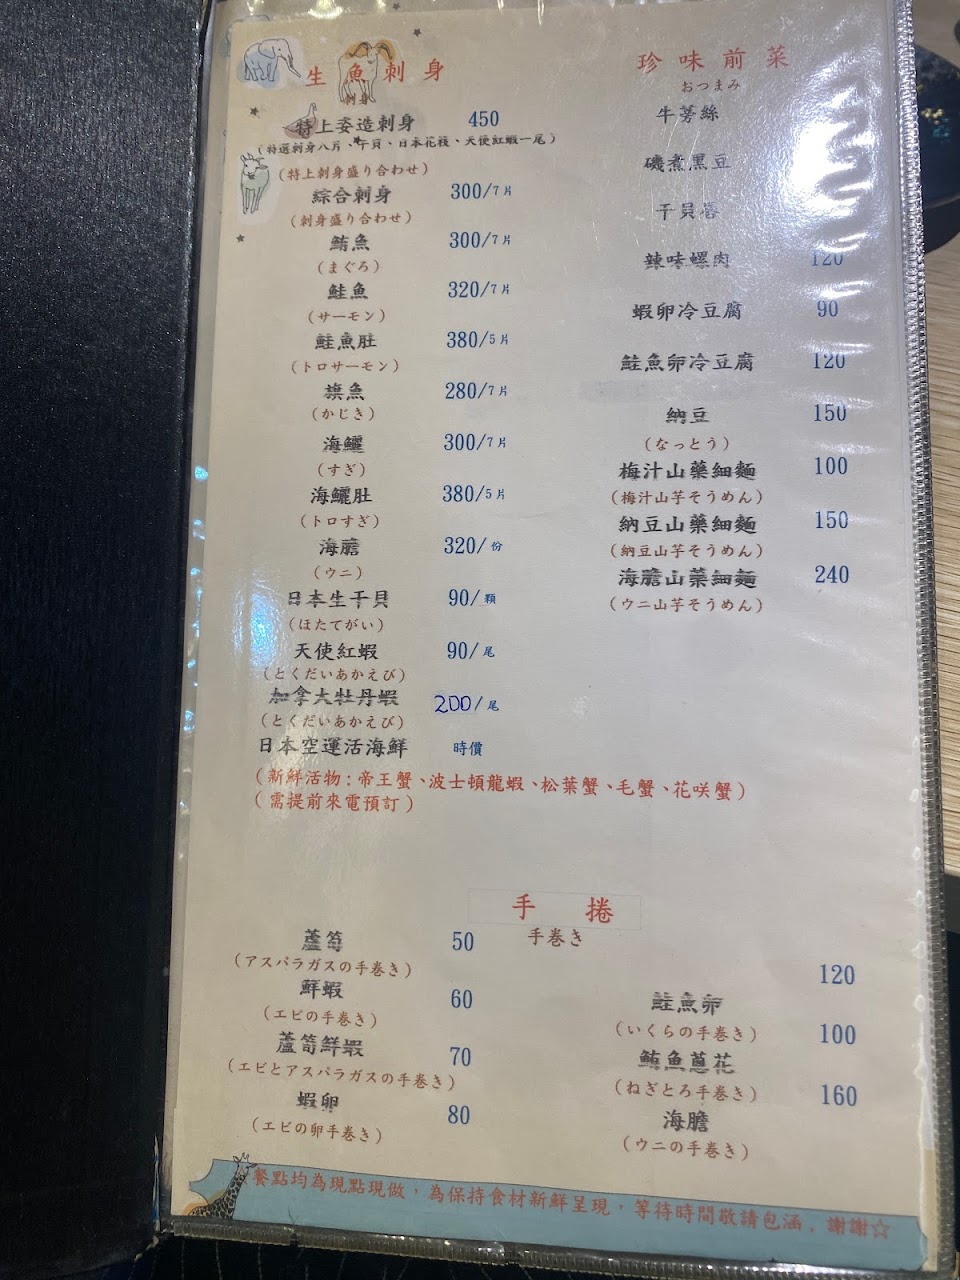 生魚刺身
刺身
特上姿造刺身 450
(特選刺身八片、干貝、日本花枝、天使紅蝦一尾)
(特上刺身盛り合わせ)
綜合刺身 300/7片
(刺身盛り合わせ)
鮪魚 300/7片
(まぐろ)
鮭魚 320/7片
(サーモン)
鮭魚肚 380/5片
(トロサーモン)
旗魚 280/7片
(かじき)
海鱺 300/7片
(すぎ)
海鱺肚 380/5片
(トロすぎ)
海膽 320/份
(ウニ)
日本生干貝 90/顆
(ほたてがい)
天使紅蝦 90/尾
(とくだいあかえび)
加拿大牡丹蝦 200/尾
(とくだいあかえび)
日本空運活海鮮 時價
(新鮮活物:帝王蟹、波士頓龍蝦、松葉蟹、毛蟹、花咲蟹)
(需提前來電預訂)
珍味前菜
おつまみ
牛蒡絲
磯煮黑豆
干貝唇
辣味螺肉 120
蝦卵冷豆腐 90
鮭魚卵冷豆腐 120
納豆 150
(なっとう)
梅汁山藥細麵 100
(梅汁山芋そうめん)
納豆山藥細麵 150
(納豆山芋そうめん)
海膽山藥細麵 240
(ウニ山芋そうめん)
手捲
手巻き
蘆筍 50
(アスパラガスの手巻き)
鮮蝦 60
(エビの手巻き)
蘆筍鮮蝦 70
(エビとアスパラガスの手巻き)
蝦卵 80
(エビの卵手巻き)
120
鮭魚卵
(いくらの手巻き) 100
鮪魚蔥花
(ねぎとろ手巻き) 160
海膽
(ウニの手巻き)
餐點均為現點現做，為保持食材新鮮呈現，等待時間敬請包涵．謝謝☆